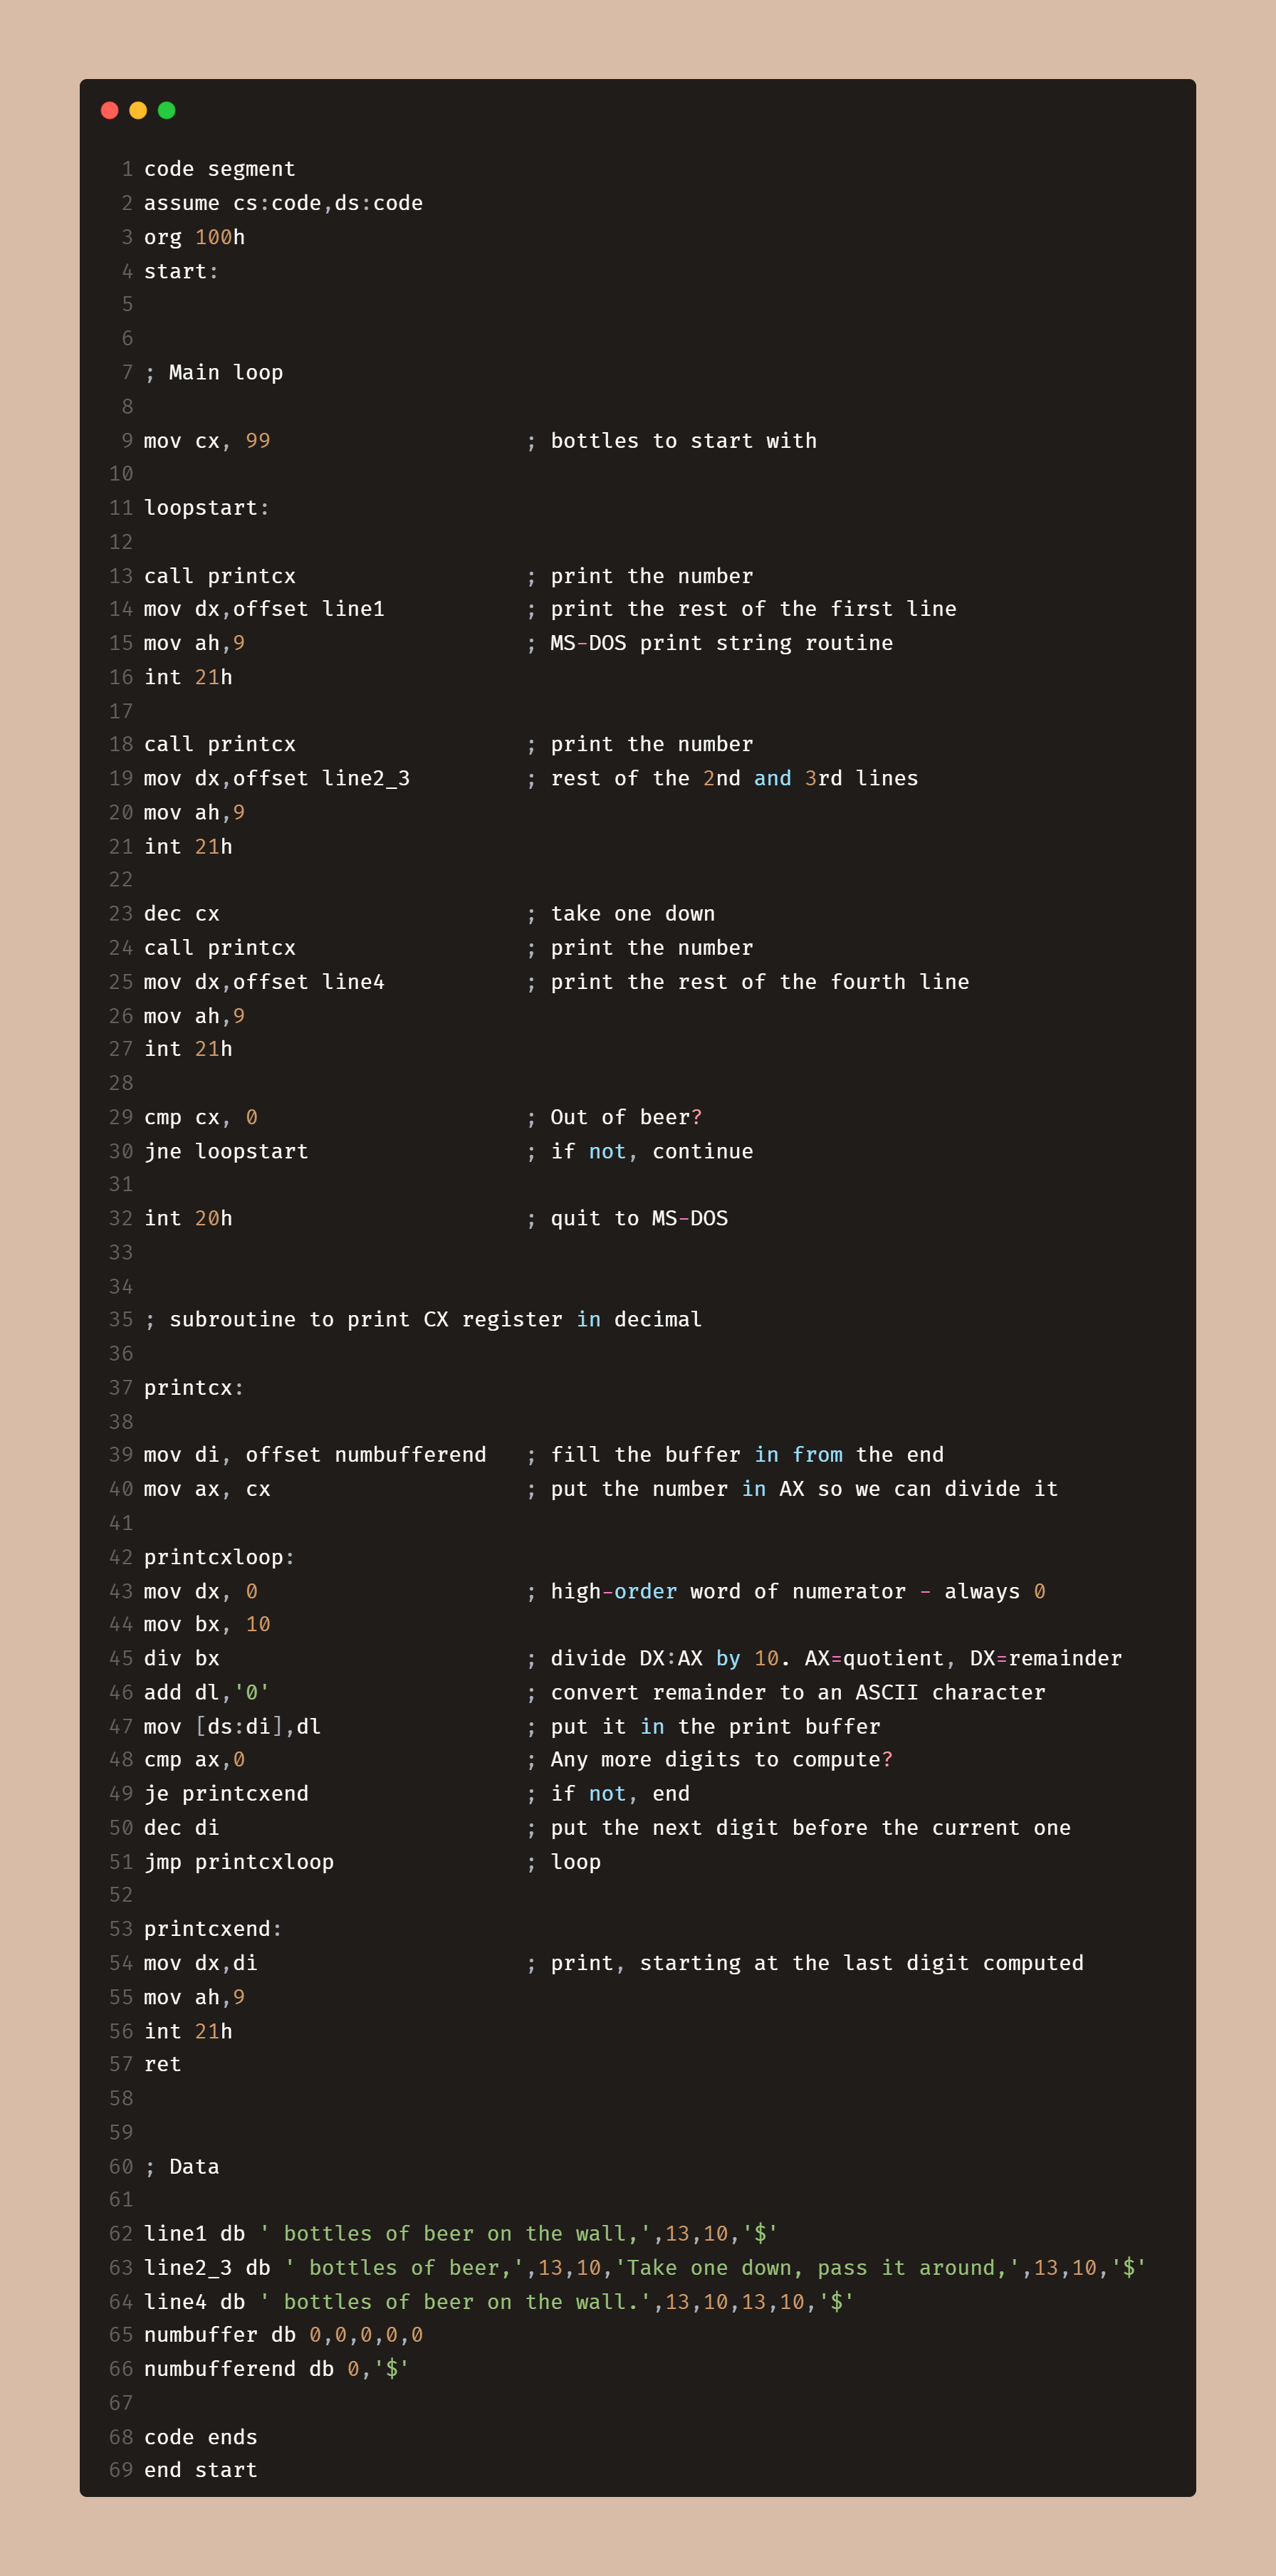 1 code segment
2 assume cs:code,ds:code
3 org 100h
4 start:
5
6
7 ; Main loop
8
9 mov cx, 99                    ; bottles to start with
10
11 loopstart:
12
13 call printcx                  ; print the number
14 mov dx,offset line1           ; print the rest of the first line
15 mov ah,9                      ; MS-DOS print string routine
16 int 21h
17
18 call printcx                  ; print the number
19 mov dx,offset line2_3         ; rest of the 2nd and 3rd lines
20 mov ah,9
21 int 21h
22
23 dec cx                        ; take one down
24 call printcx                  ; print the number
25 mov dx,offset line4           ; print the rest of the fourth line
26 mov ah,9
27 int 21h
28
29 cmp cx, 0                     ; Out of beer?
30 jne loopstart                 ; if not, continue
31
32 int 20h                       ; quit to MS-DOS
33
34
35 ; subroutine to print CX register in decimal
36
37 printcx:
38
39 mov di, offset numbufferend   ; fill the buffer in from the end
40 mov ax, cx                    ; put the number in AX so we can divide it
41
42 printcxloop:
43 mov dx, 0                     ; high-order word of numerator - always 0
44 mov bx, 10
45 div bx                        ; divide DX:AX by 10. AX=quotient, DX=remainder
46 add dl,'0'                    ; convert remainder to an ASCII character
47 mov [ds:di],dl                ; put it in the print buffer
48 cmp ax,0                      ; Any more digits to compute?
49 je printcxend                 ; if not, end
50 dec di                        ; put the next digit before the current one
51 jmp printcxloop               ; loop
52
53 printcxend:
54 mov dx,di                     ; print, starting at the last digit computed
55 mov ah,9
56 int 21h
57 ret
58
59
60 ; Data
61
62 line1 db ' bottles of beer on the wall,',13,10,'$'
63 line2_3 db ' bottles of beer,',13,10,'Take one down, pass it around,',13,10,'$'
64 line4 db ' bottles of beer on the wall.',13,10,13,10,'$'
65 numbuffer db 0,0,0,0,0
66 numbufferend db 0,'$'
67
68 code ends
69 end start